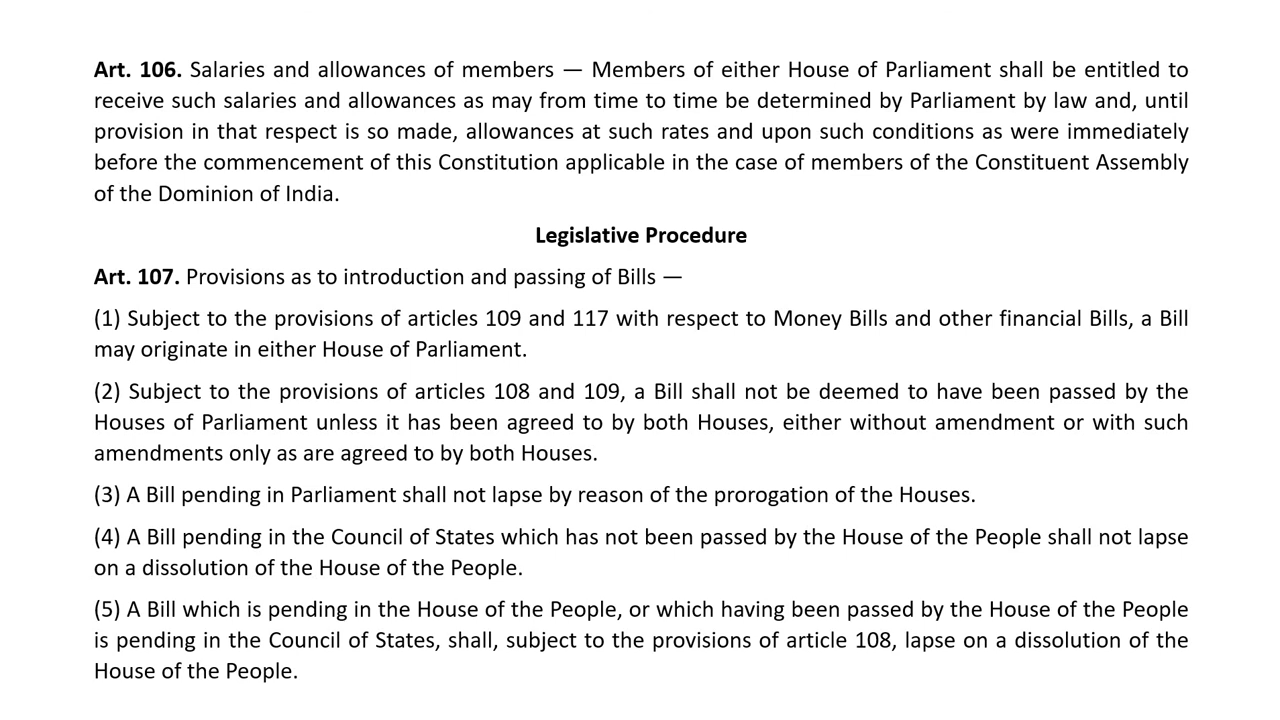 Art. 106. Salaries and allowances of members — Members of either House of Parliament shall be entitled to
receive such salaries and allowances as may from time to time be determined by Parliament by law and, until
provision in that respect is so made, allowances at such rates and upon such conditions as were immediately
before the commencement of this Constitution applicable in the case of members of the Constituent Assembly
of the Dominion of India.
Legislative Procedure
Art. 107. Provisions as to introduction and passing of Bills —
(1) Subject to the provisions of articles 109 and 117 with respect to Money Bills and other financial Bills, a Bill
may originate in either House of Parliament.
(2) Subject to the provisions of articles 108 and 109, a Bill shall not be deemed to have been passed by the
Houses of Parliament unless it has been agreed to by both Houses, either without amendment or with such
amendments only as are agreed to by both Houses.
(3) A Bill pending in Parliament shall not lapse by reason of the prorogation of the Houses.
(4) A Bill pending in the Council of States which has not been passed by the House of the People shall not lapse
on a dissolution of the House of the People.
(5) A Bill which is pending in the House of the People, or which having been passed by the House of the People
is pending in the Council of States, shall, subject to the provisions of article 108, lapse on a dissolution of the
House of the People.